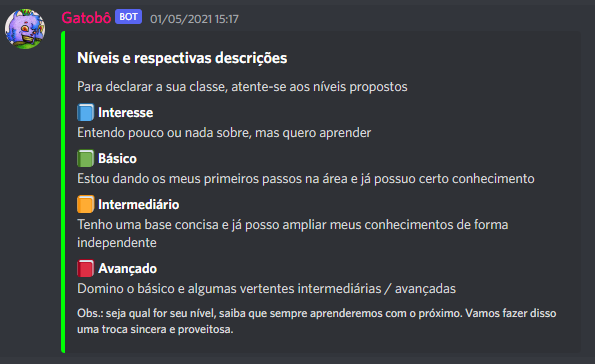 Gatobô BOT 01/05/2021 15:17
Níveis e respectivas descrições
Para declarar a sua classe, atente-se aos níveis propostos
Interesse
Entendo pouco ou nada sobre, mas quero aprender
Básico
Estou dando os meus primeiros passos na área e já possuo certo conhecimento
Intermediário
Tenho uma base concisa e já posso ampliar meus conhecimentos de forma
independente
Avançado
Domino o básico e algumas vertentes intermediárias / avançadas
Obs.: seja qual for seu nível, saiba que sempre aprenderemos com o próximo. Vamos fazer disso
uma troca sincera e proveitosa.